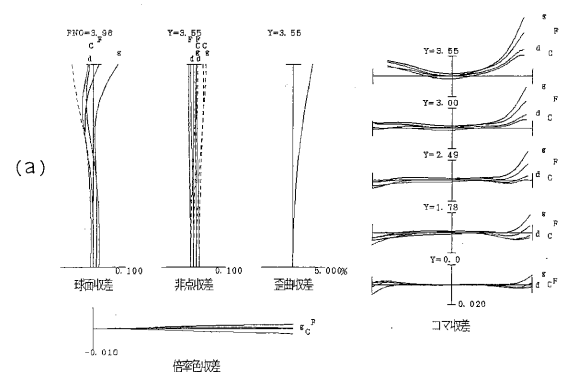 (a)
FNO=3.98
C F
d g
Y=3.55
F F
C C
g g
d d
Y=3.55
0.100
0.100
5.000%
球面収差
非点収差
歪曲収差
-0.010
F
g C
倍率色収差
Y=3.55
g
F
d C
Y=3.00
g
F
d C
Y=2.49
g
F
d C
Y=1.78
g
F
d C
Y=0.0
g
d C F
0.020
コマ収差